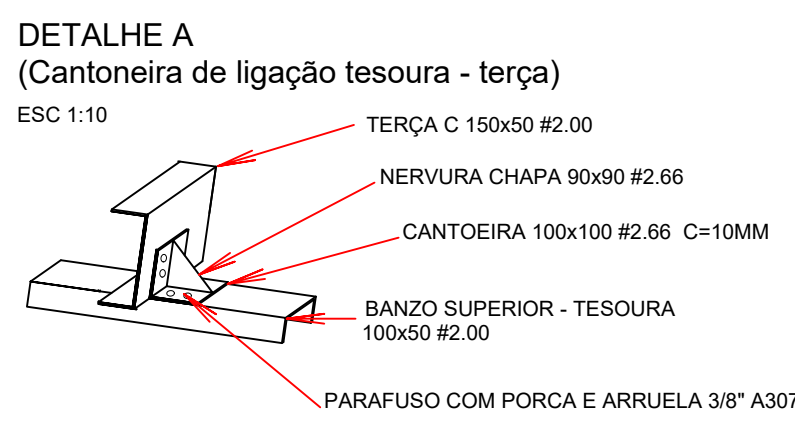 DETALHE A
(Cantoneira de ligação tesoura - terça)
ESC 1:10
TERÇA C 150x50 #2.00
NERVURA CHAPA 90x90 #2.66
CANTOEIRA 100x100 #2.66 C=10MM
BANZO SUPERIOR - TESOURA
100x50 #2.00
PARAFUSO COM PORCA E ARRUELA 3/8" A307